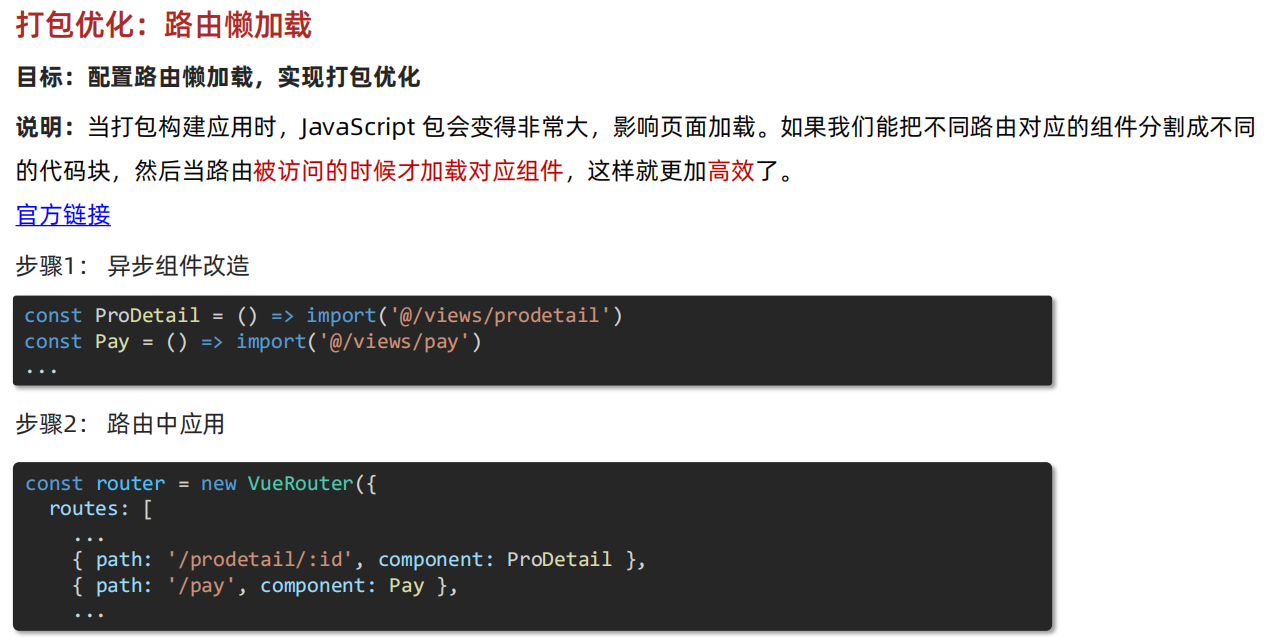 打包优化：路由懒加载
目标：配置路由懒加载，实现打包优化
说明：当打包构建应用时，JavaScript 包会变得非常大，影响页面加载。如果我们能把不同路由对应的组件分割成不同
的代码块，然后当路由被访问的时候才加载对应组件，这样就更加高效了。
官方链接
步骤1： 异步组件改造
const ProDetail = () => import('@/views/prodetail')
const Pay = () => import('@/views/pay')
...
步骤2： 路由中应用
const router = new VueRouter({
  routes: [
    ...
    { path: '/prodetail/:id', component: ProDetail },
    { path: '/pay', component: Pay },
    ...